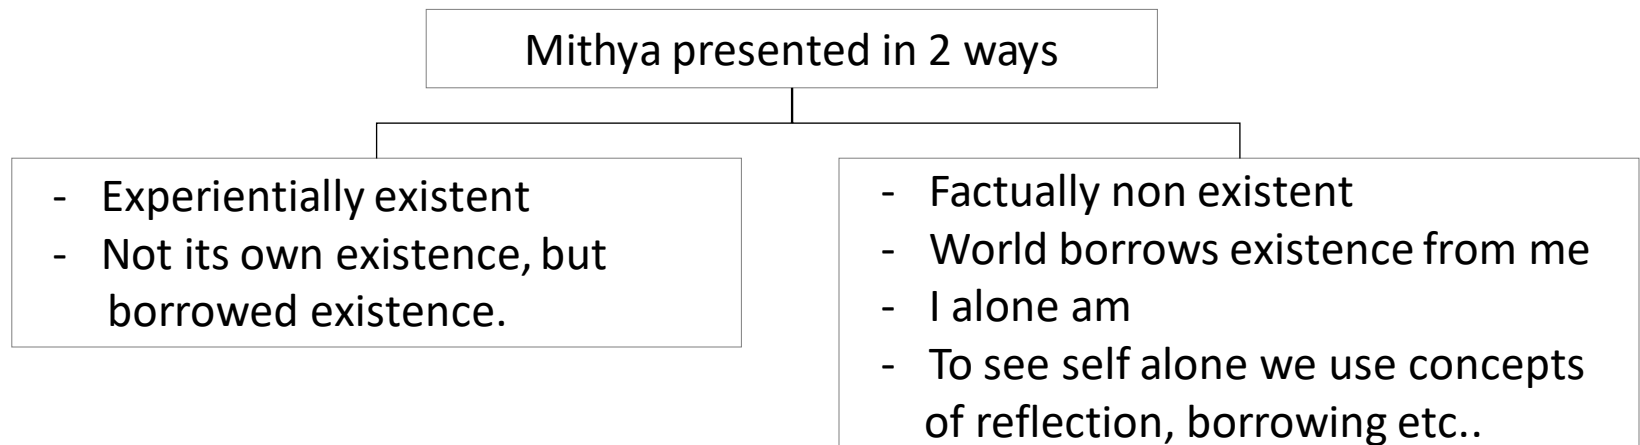 Mithya presented in 2 ways
- Experientially existent
- Not its own existence, but
borrowed existence.
- Factually non existent
- World borrows existence from me
- I alone am
- To see self alone we use concepts
of reflection, borrowing etc..